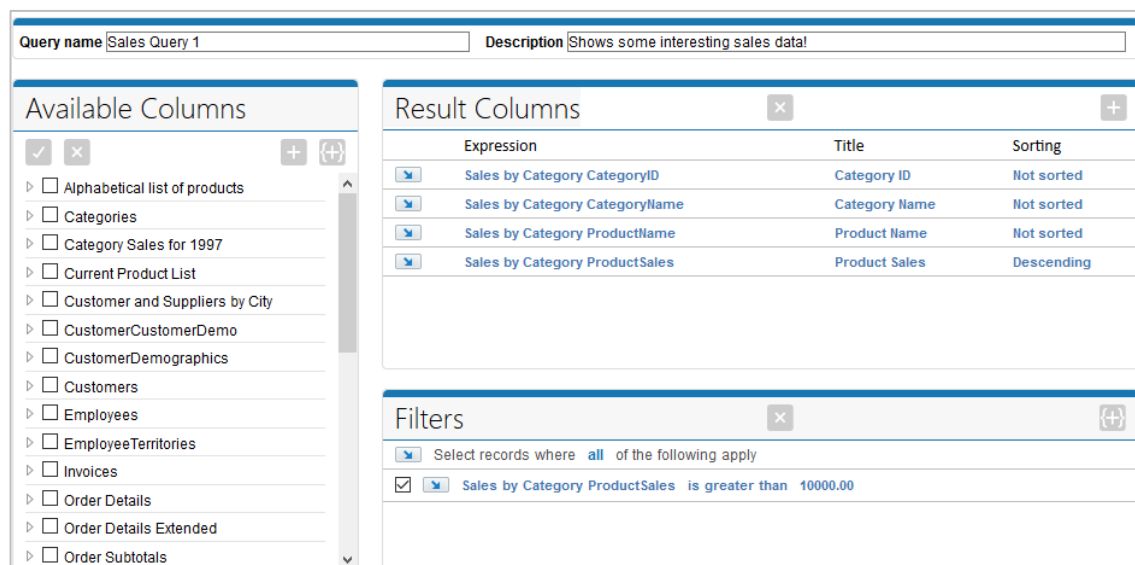 Query name Sales Query 1 Description Shows some interesting sales data!
Available Columns
Alphabetical list of products
Categories
Category Sales for 1997
Current Product List
Customer and Suppliers by City
CustomerCustomerDemo
CustomerDemographics
Customers
Employees
EmployeeTerritories
Invoices
Order Details
Order Details Extended
Order Subtotals
Result Columns
Expression Title Sorting
Sales by Category CategoryID Category ID Not sorted
Sales by Category CategoryName Category Name Not sorted
Sales by Category ProductName Product Name Not sorted
Sales by Category ProductSales Product Sales Descending
Filters
Select records where all of the following apply
Sales by Category ProductSales is greater than 10000.00